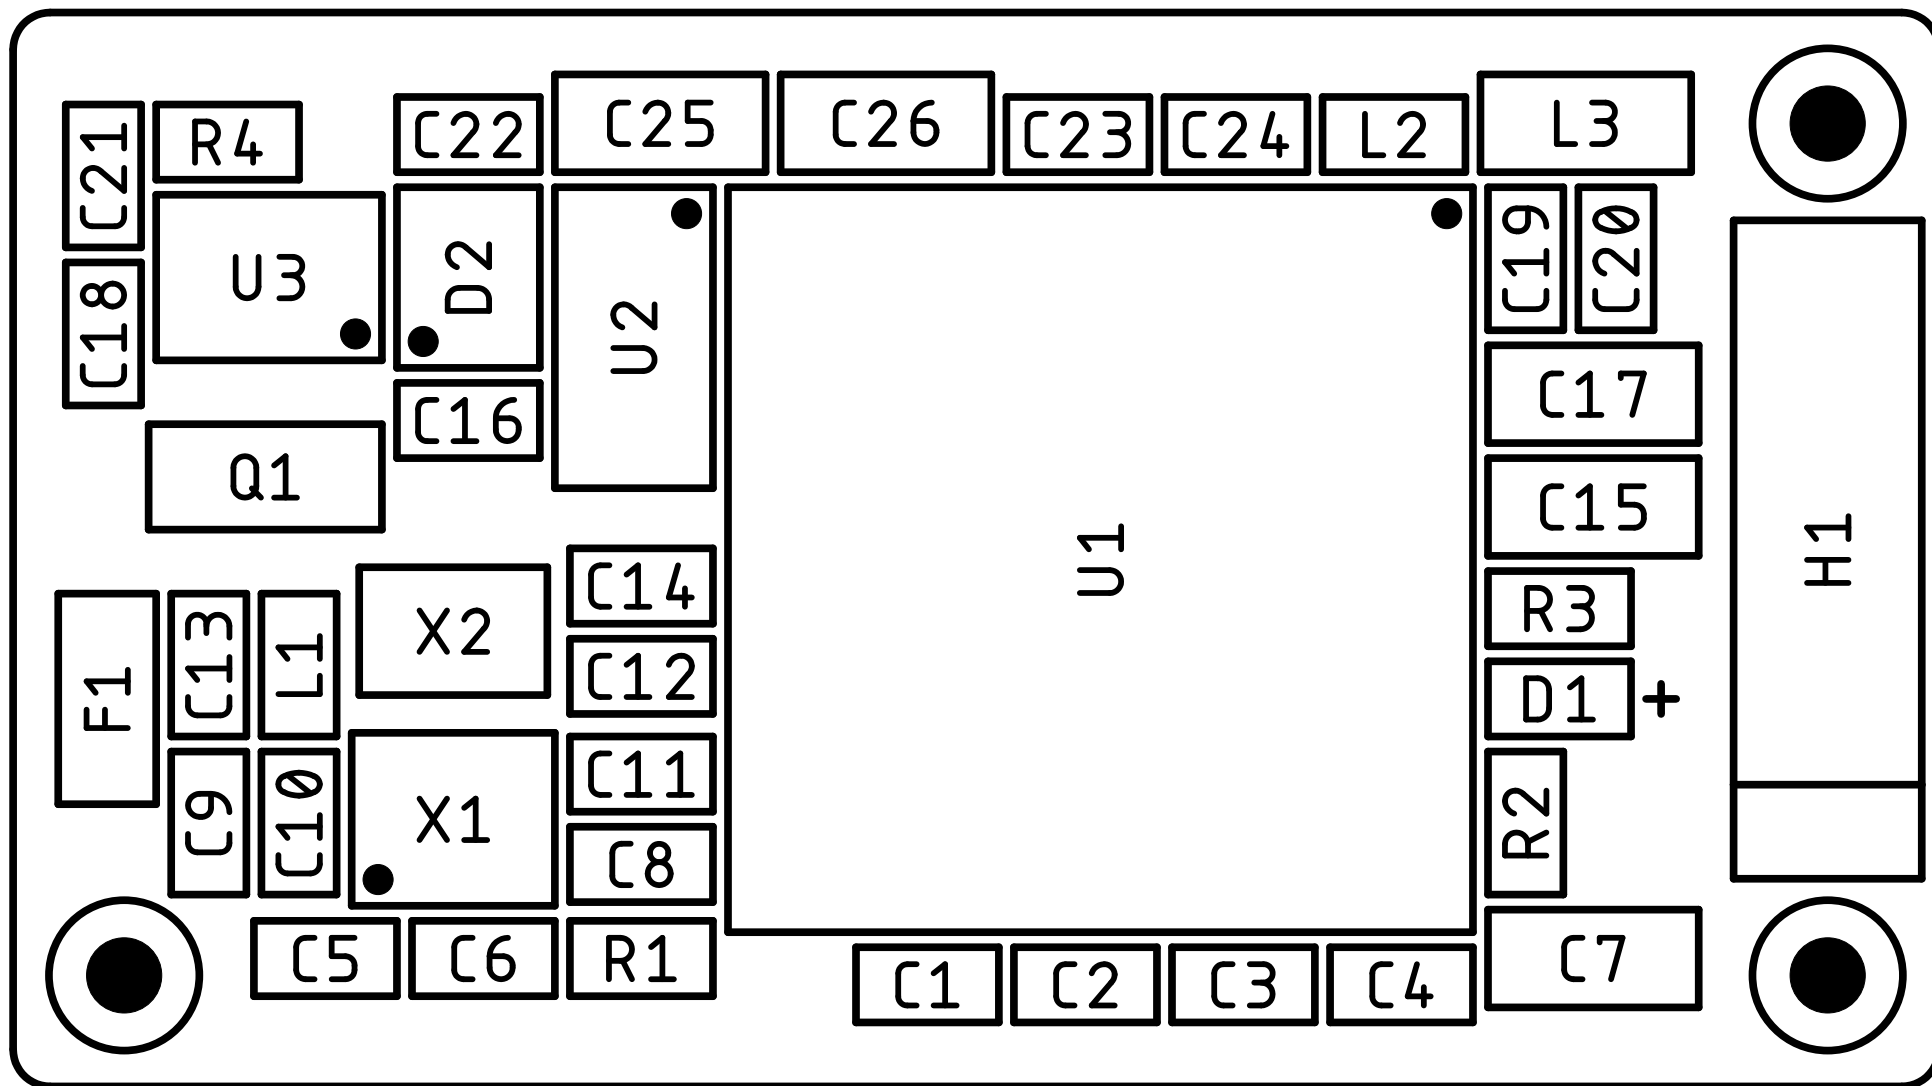 C25 C26 L3
C21 R4 C22 C23 C24 L2
U3 D2 U2 C19 C20
C18
C16 C17
Q1
C15 H1
U1
C14 R3
X2
F1 C13 L1 C12 D1 +
C11
C9 C10 X1 R2
C8
C5 C6 R1 C7
C1 C2 C3 C4